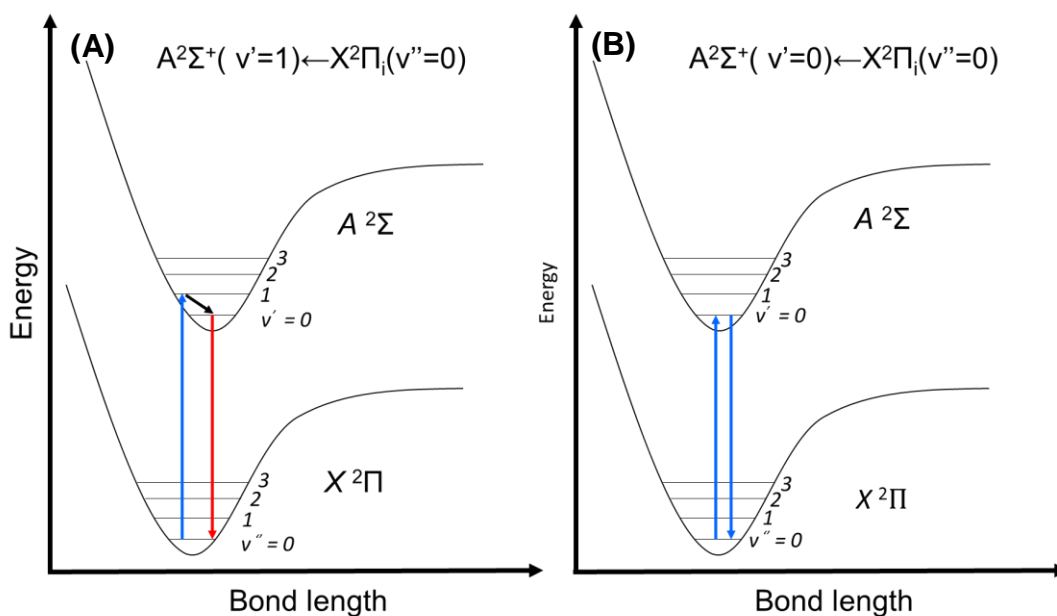 (A)
A²Σ⁺( v'=1)←X²Πᵢ(v''=0)
Energy
A ²Σ
3
2
1
v′ = 0
X ²Π
3
2
1
v″ = 0
Bond length
(B)
A²Σ⁺( v'=0)←X²Πᵢ(v''=0)
Energy
A ²Σ
3
2
1
v′ = 0
X ²Π
3
2
1
v″ = 0
Bond length